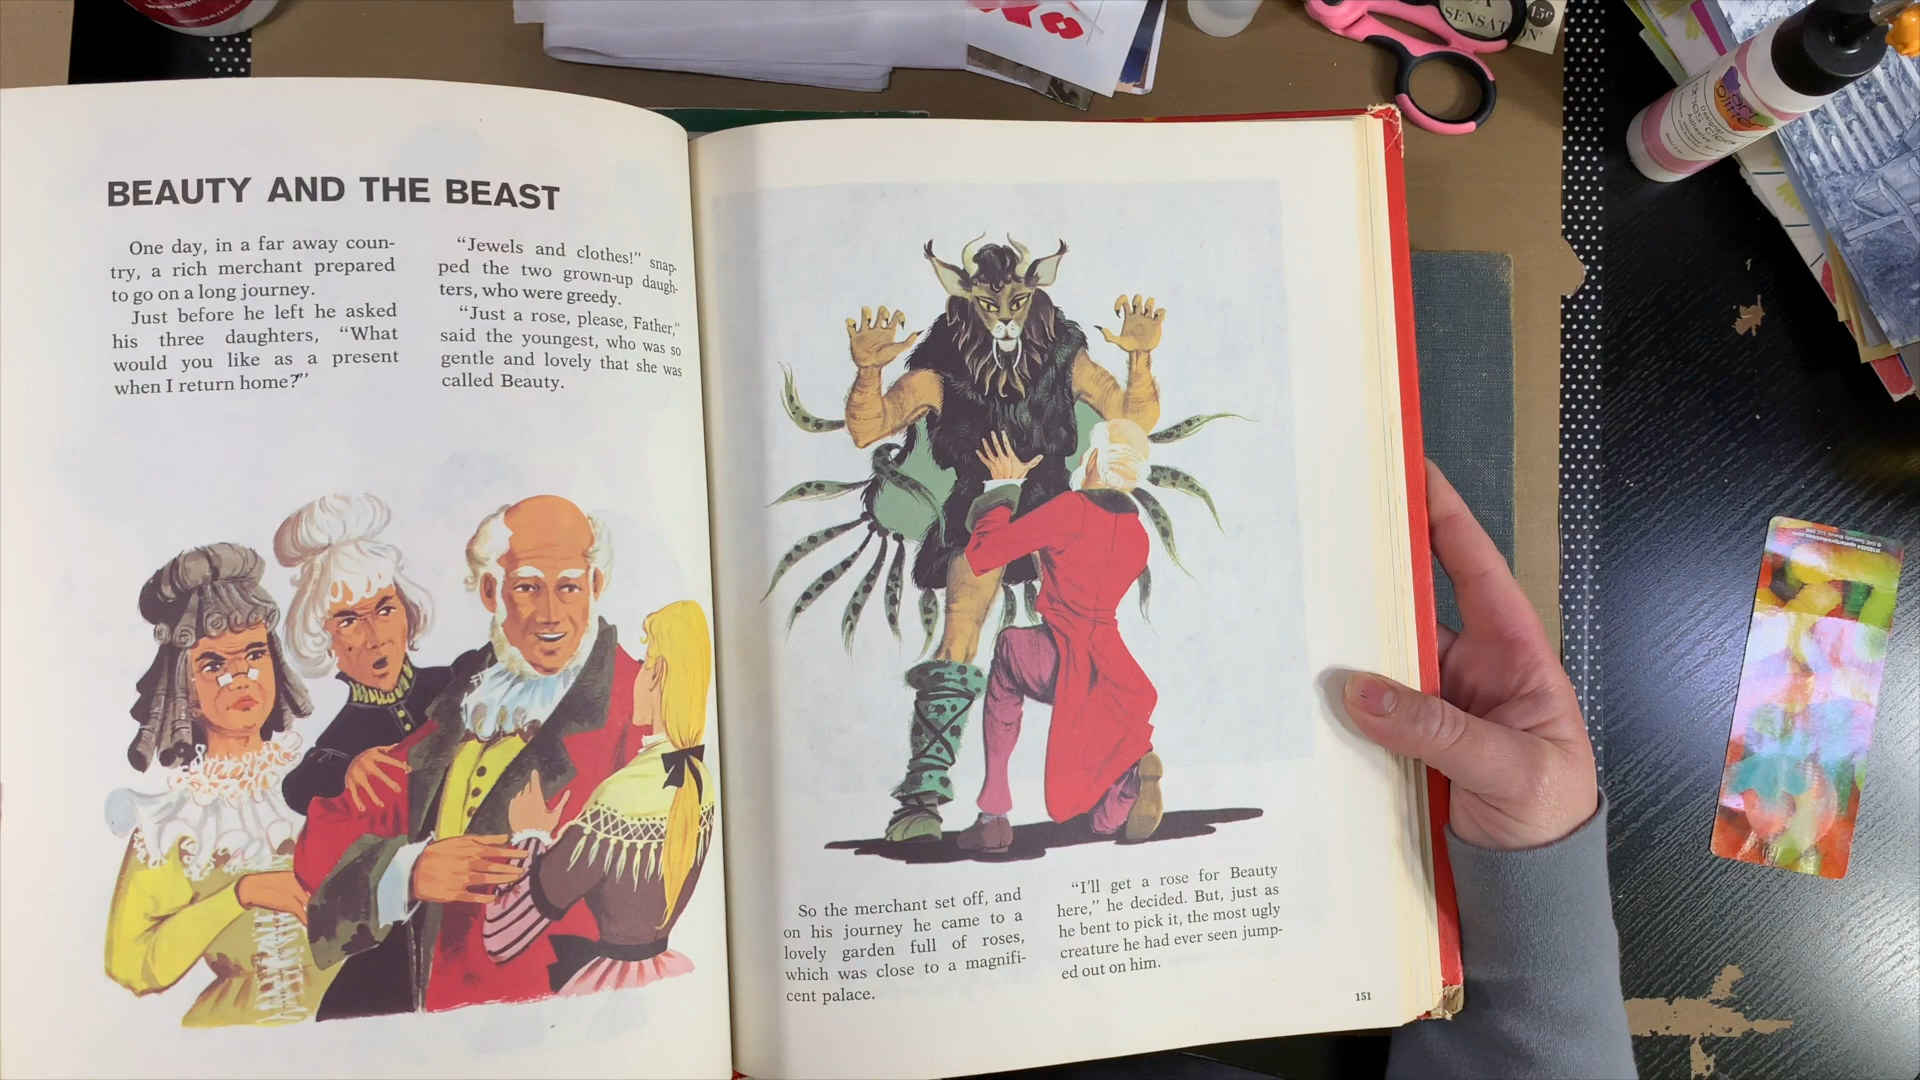 BEAUTY AND THE BEAST
One day, in a far away coun-
try, a rich merchant prepared
to go on a long journey.
Just before he left he asked
his three daughters, “What
would you like as a present
when I return home?”
“Jewels and clothes!” snap-
ped the two grown-up daugh-
ters, who were greedy.
“Just a rose, please, Father,”
said the youngest, who was so
gentle and lovely that she was
called Beauty.
So the merchant set off, and
on his journey he came to a
lovely garden full of roses,
which was close to a magnifi-
cent palace.
“I’ll get a rose for Beauty
here,” he decided. But, just as
he bent to pick it, the most ugly
creature he had ever seen jump-
ed out on him.
151
SENSAT
15¢